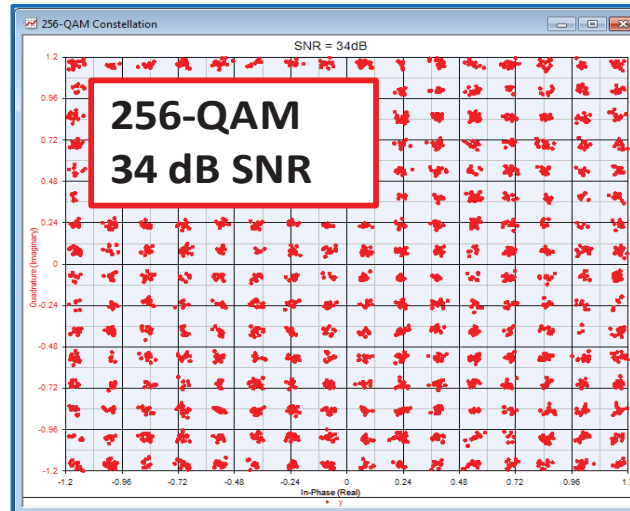 256-QAM Constellation
SNR = 34dB
256-QAM
34 dB SNR
Quadrature (Imaginary)
1.2
0.96
0.72
0.48
0.24
0
-0.24
-0.48
-0.72
-0.96
-1.2
-1.2 -0.96 -0.72 -0.48 -0.24 0 0.24 0.48 0.72 0.96 1.2
In-Phase (Real)
y